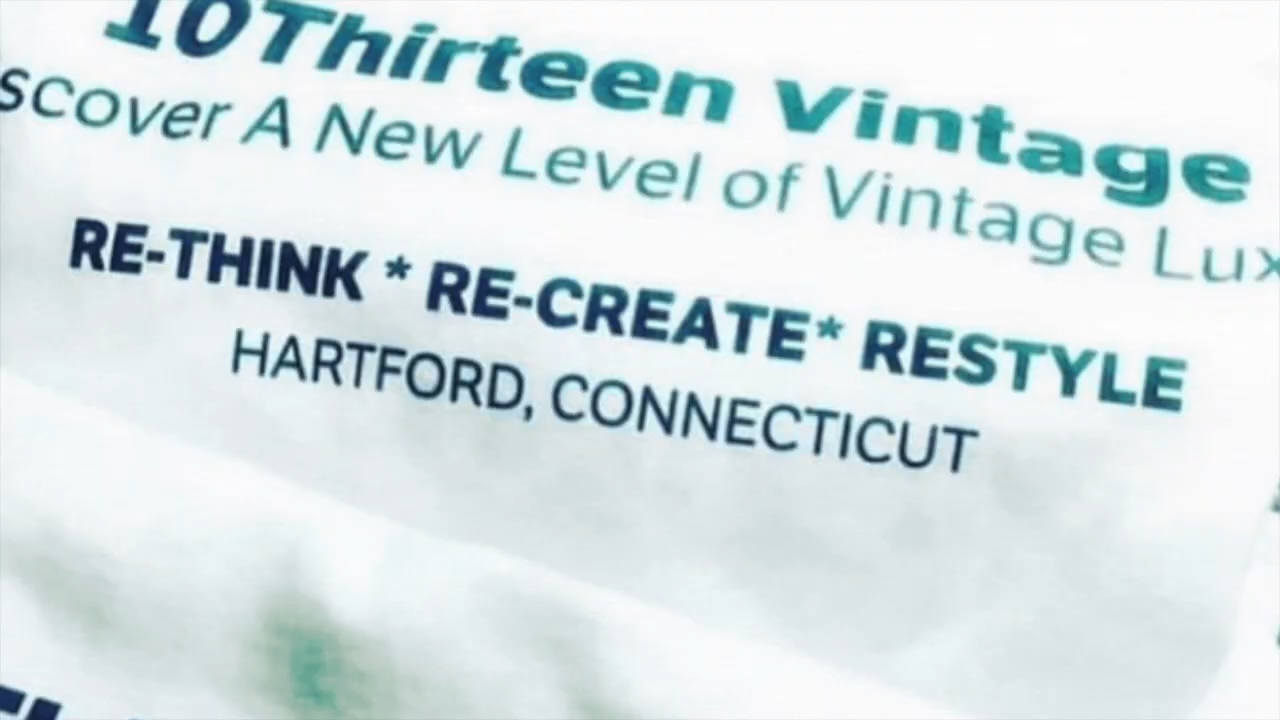 10Thirteen Vintage
scover A New Level of Vintage Lux
RE-THINK * RE-CREATE* RESTYLE
HARTFORD, CONNECTICUT